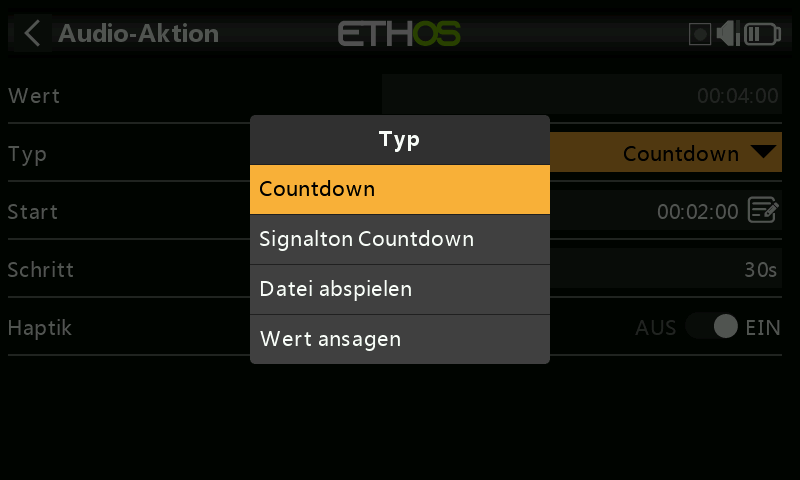 Audio-Aktion
ETHOS
Wert 00:04:00
Typ
Typ Countdown
Countdown
Start 00:02:00
Signalton Countdown
Schritt 30s
Datei abspielen
Haptik AUS EIN
Wert ansagen